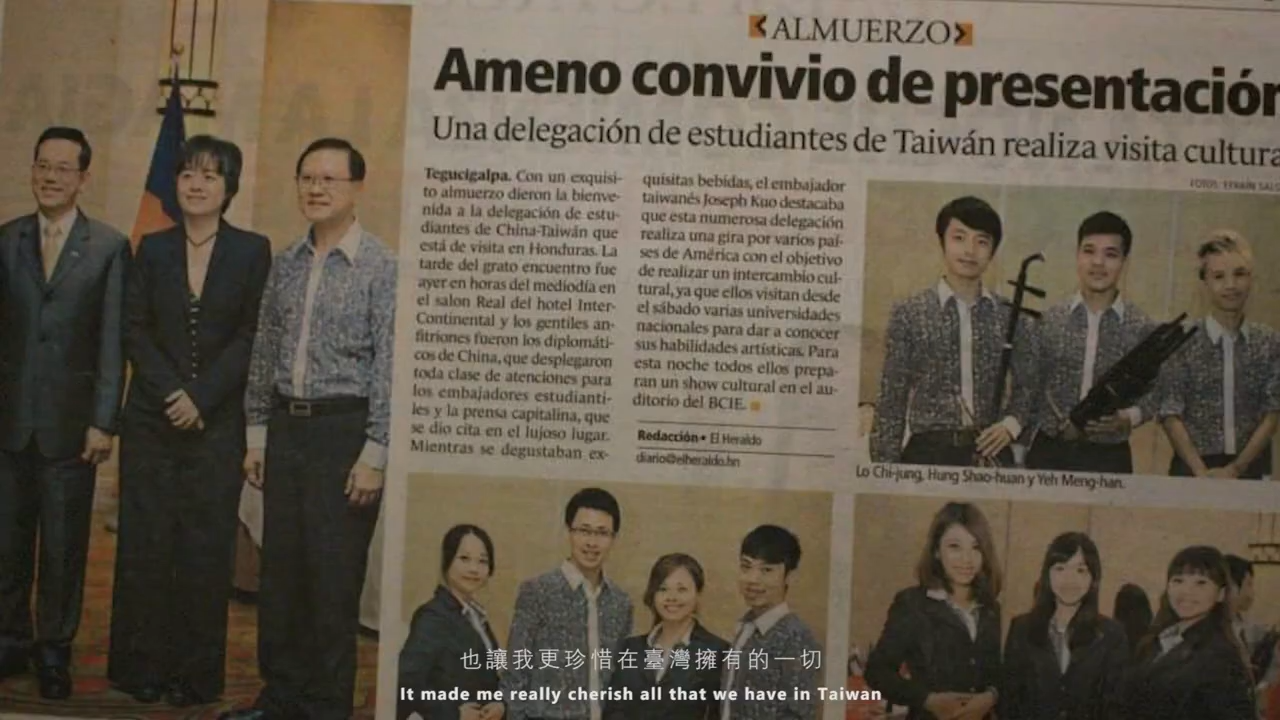 ALMUERZO
Ameno convivio de presentación
Una delegación de estudiantes de Taiwán realiza visita cultura
Tegucigalpa. Con un exquisi-
to almuerzo dieron la bienve-
nida a la delegación de estu-
diantes de China-Taiwán que
está de visita en Honduras. La
tarde del grato encuentro fue
ayer en horas del mediodía en
el salon Real del hotel Inter-
Continental y los gentiles an-
fitriones fueron los diplomáti-
cos de China, que desplegaron
toda clase de atenciones para
los embajadores estudianti-
les y la prensa capitalina, que
se dio cita en el lujoso lugar.
Mientras se degustaban ex-
quisitas bebidas, el embajador
taiwanés Joseph Kuo destacaba
que esta numerosa delegación
realiza una gira por varios paí-
ses de América con el objetivo
de realizar un intercambio cul-
tural, ya que ellos visitan desde
el sábado varias universidades
nacionales para dar a conocer
sus habilidades artísticas. Para
esta noche todos ellos prepa-
ran un show cultural en el au-
ditorio del BCIE.
Redacción • El Heraldo
diario@elheraldo.hn
FOTOS: EFRAÍN
Lo Chi-jung, Hung Shao-huan y Yeh Meng-han.
也讓我更珍惜在臺灣擁有的一切
It made me really cherish all that we have in Taiwan